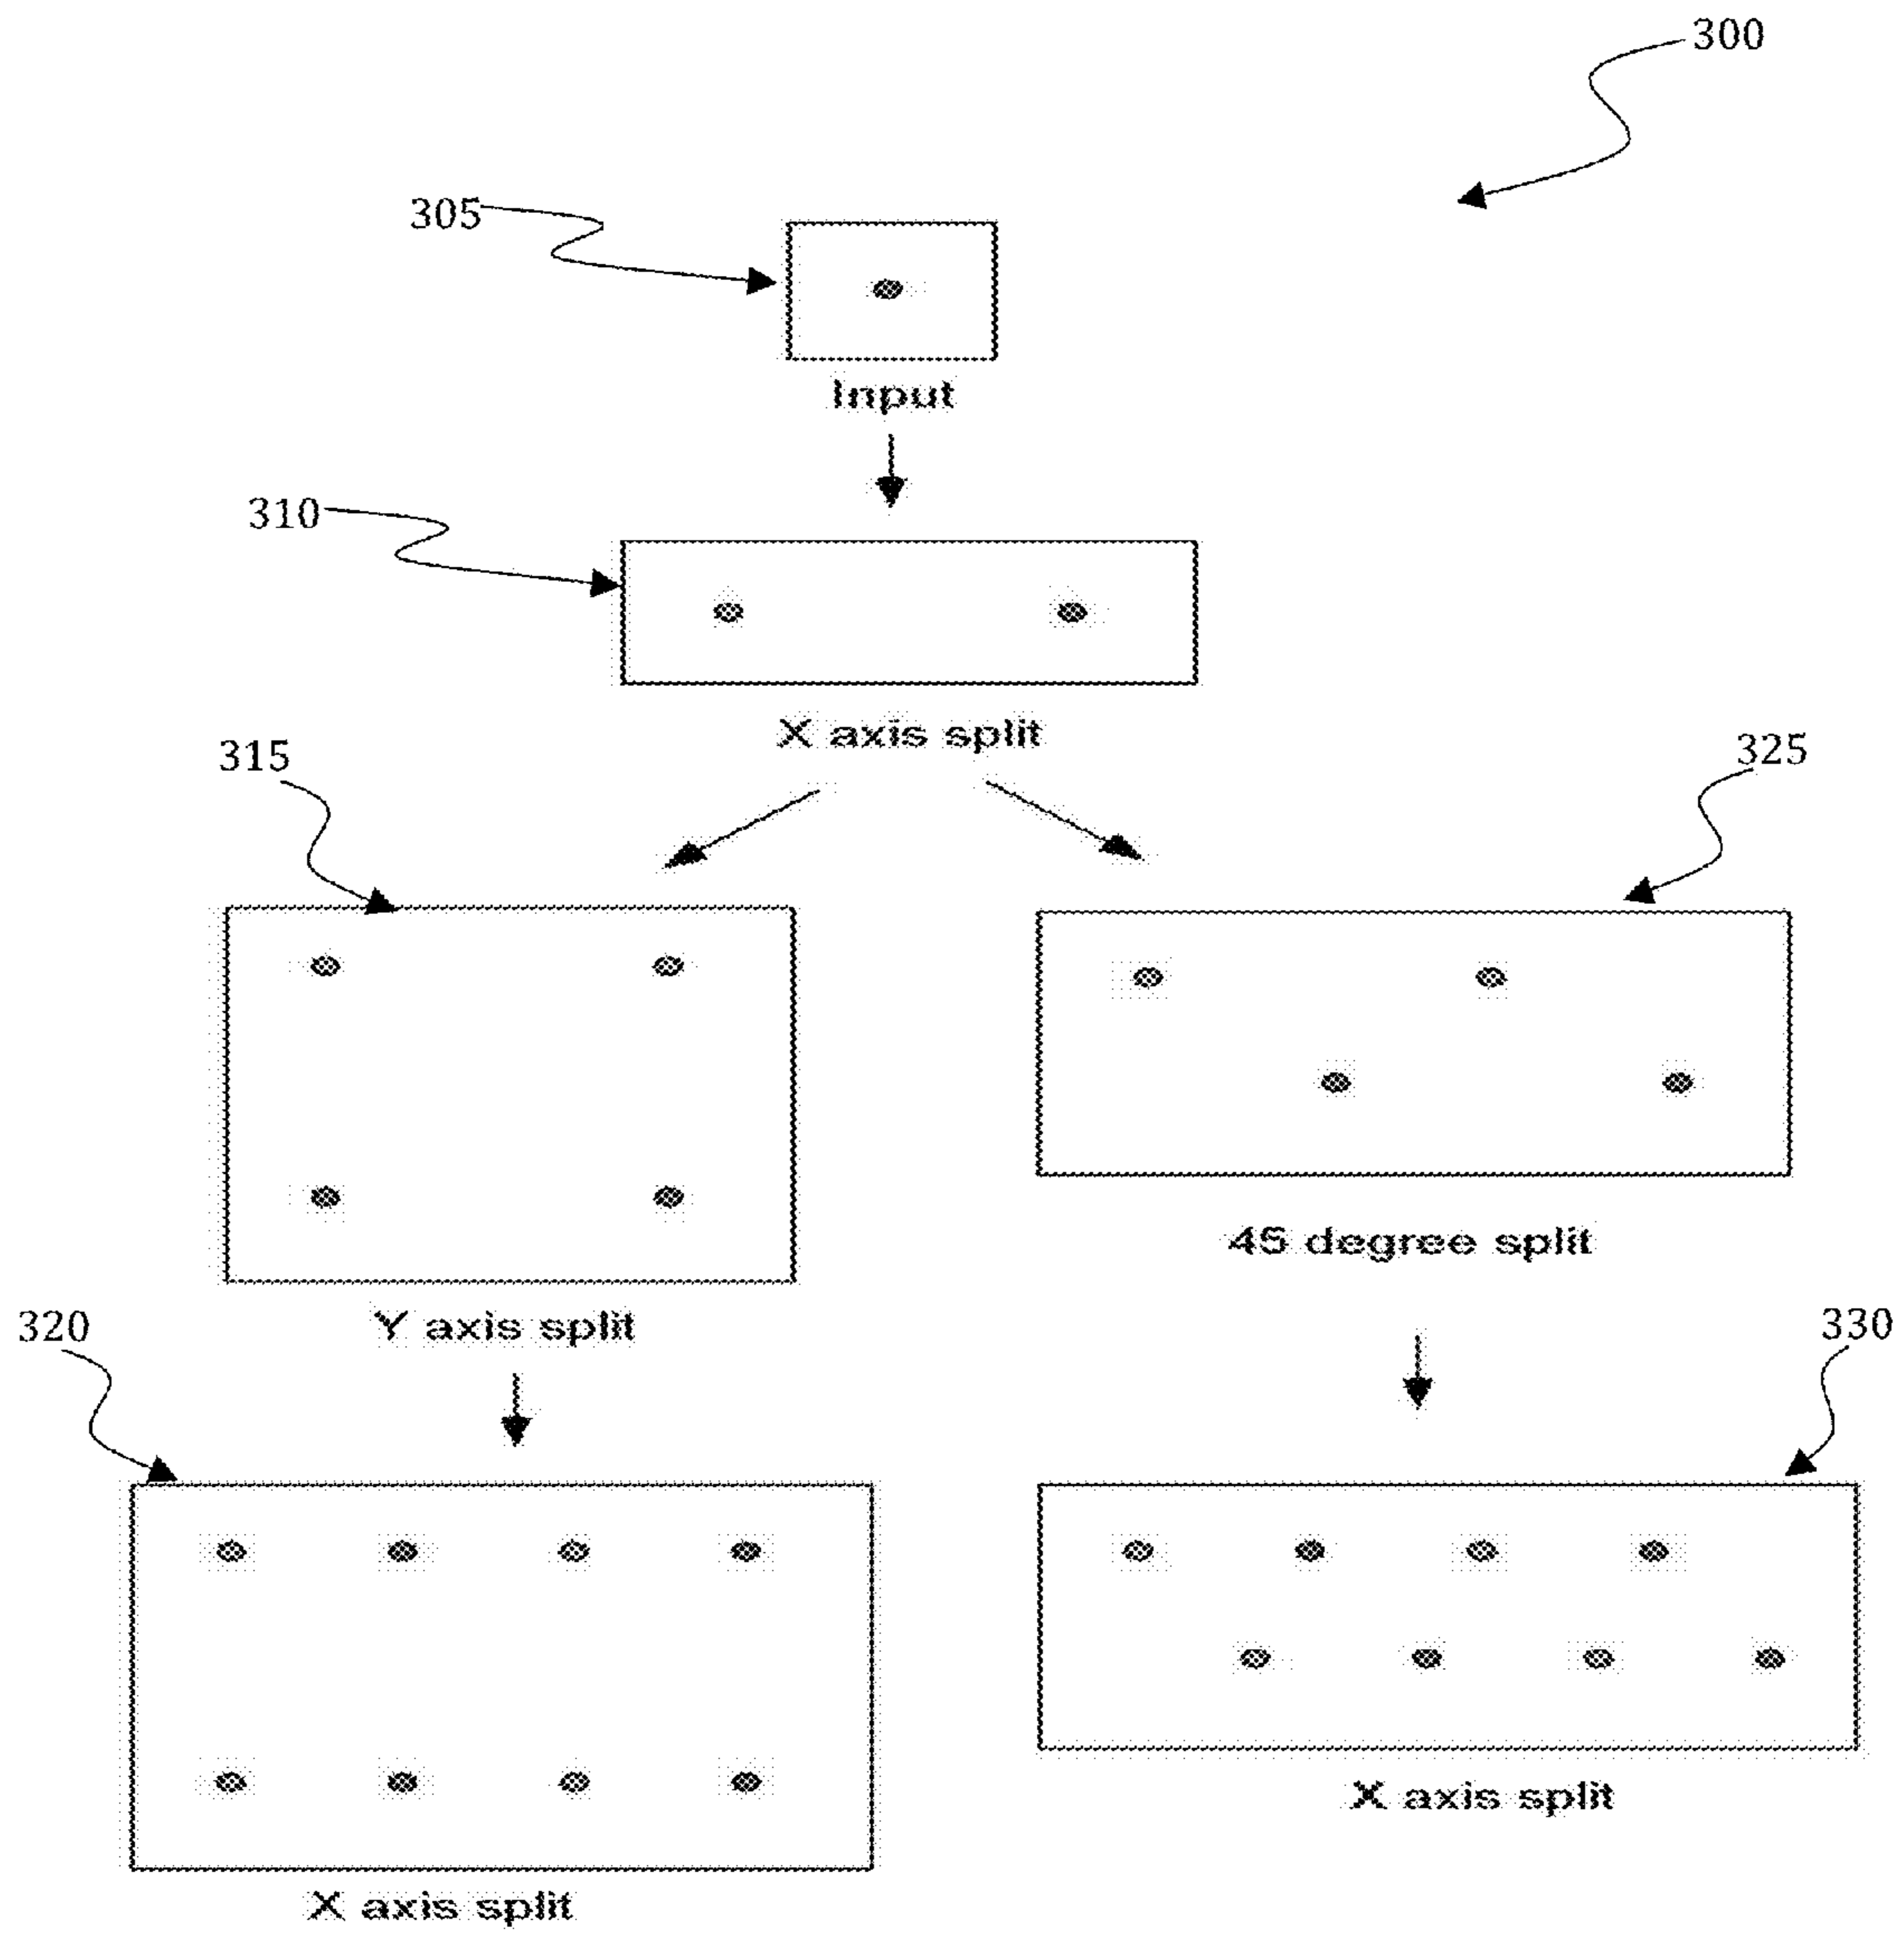 300
305
Input
310
X axis split
315
325
45 degree split
Y axis split
320
330
X axis split
X axis split